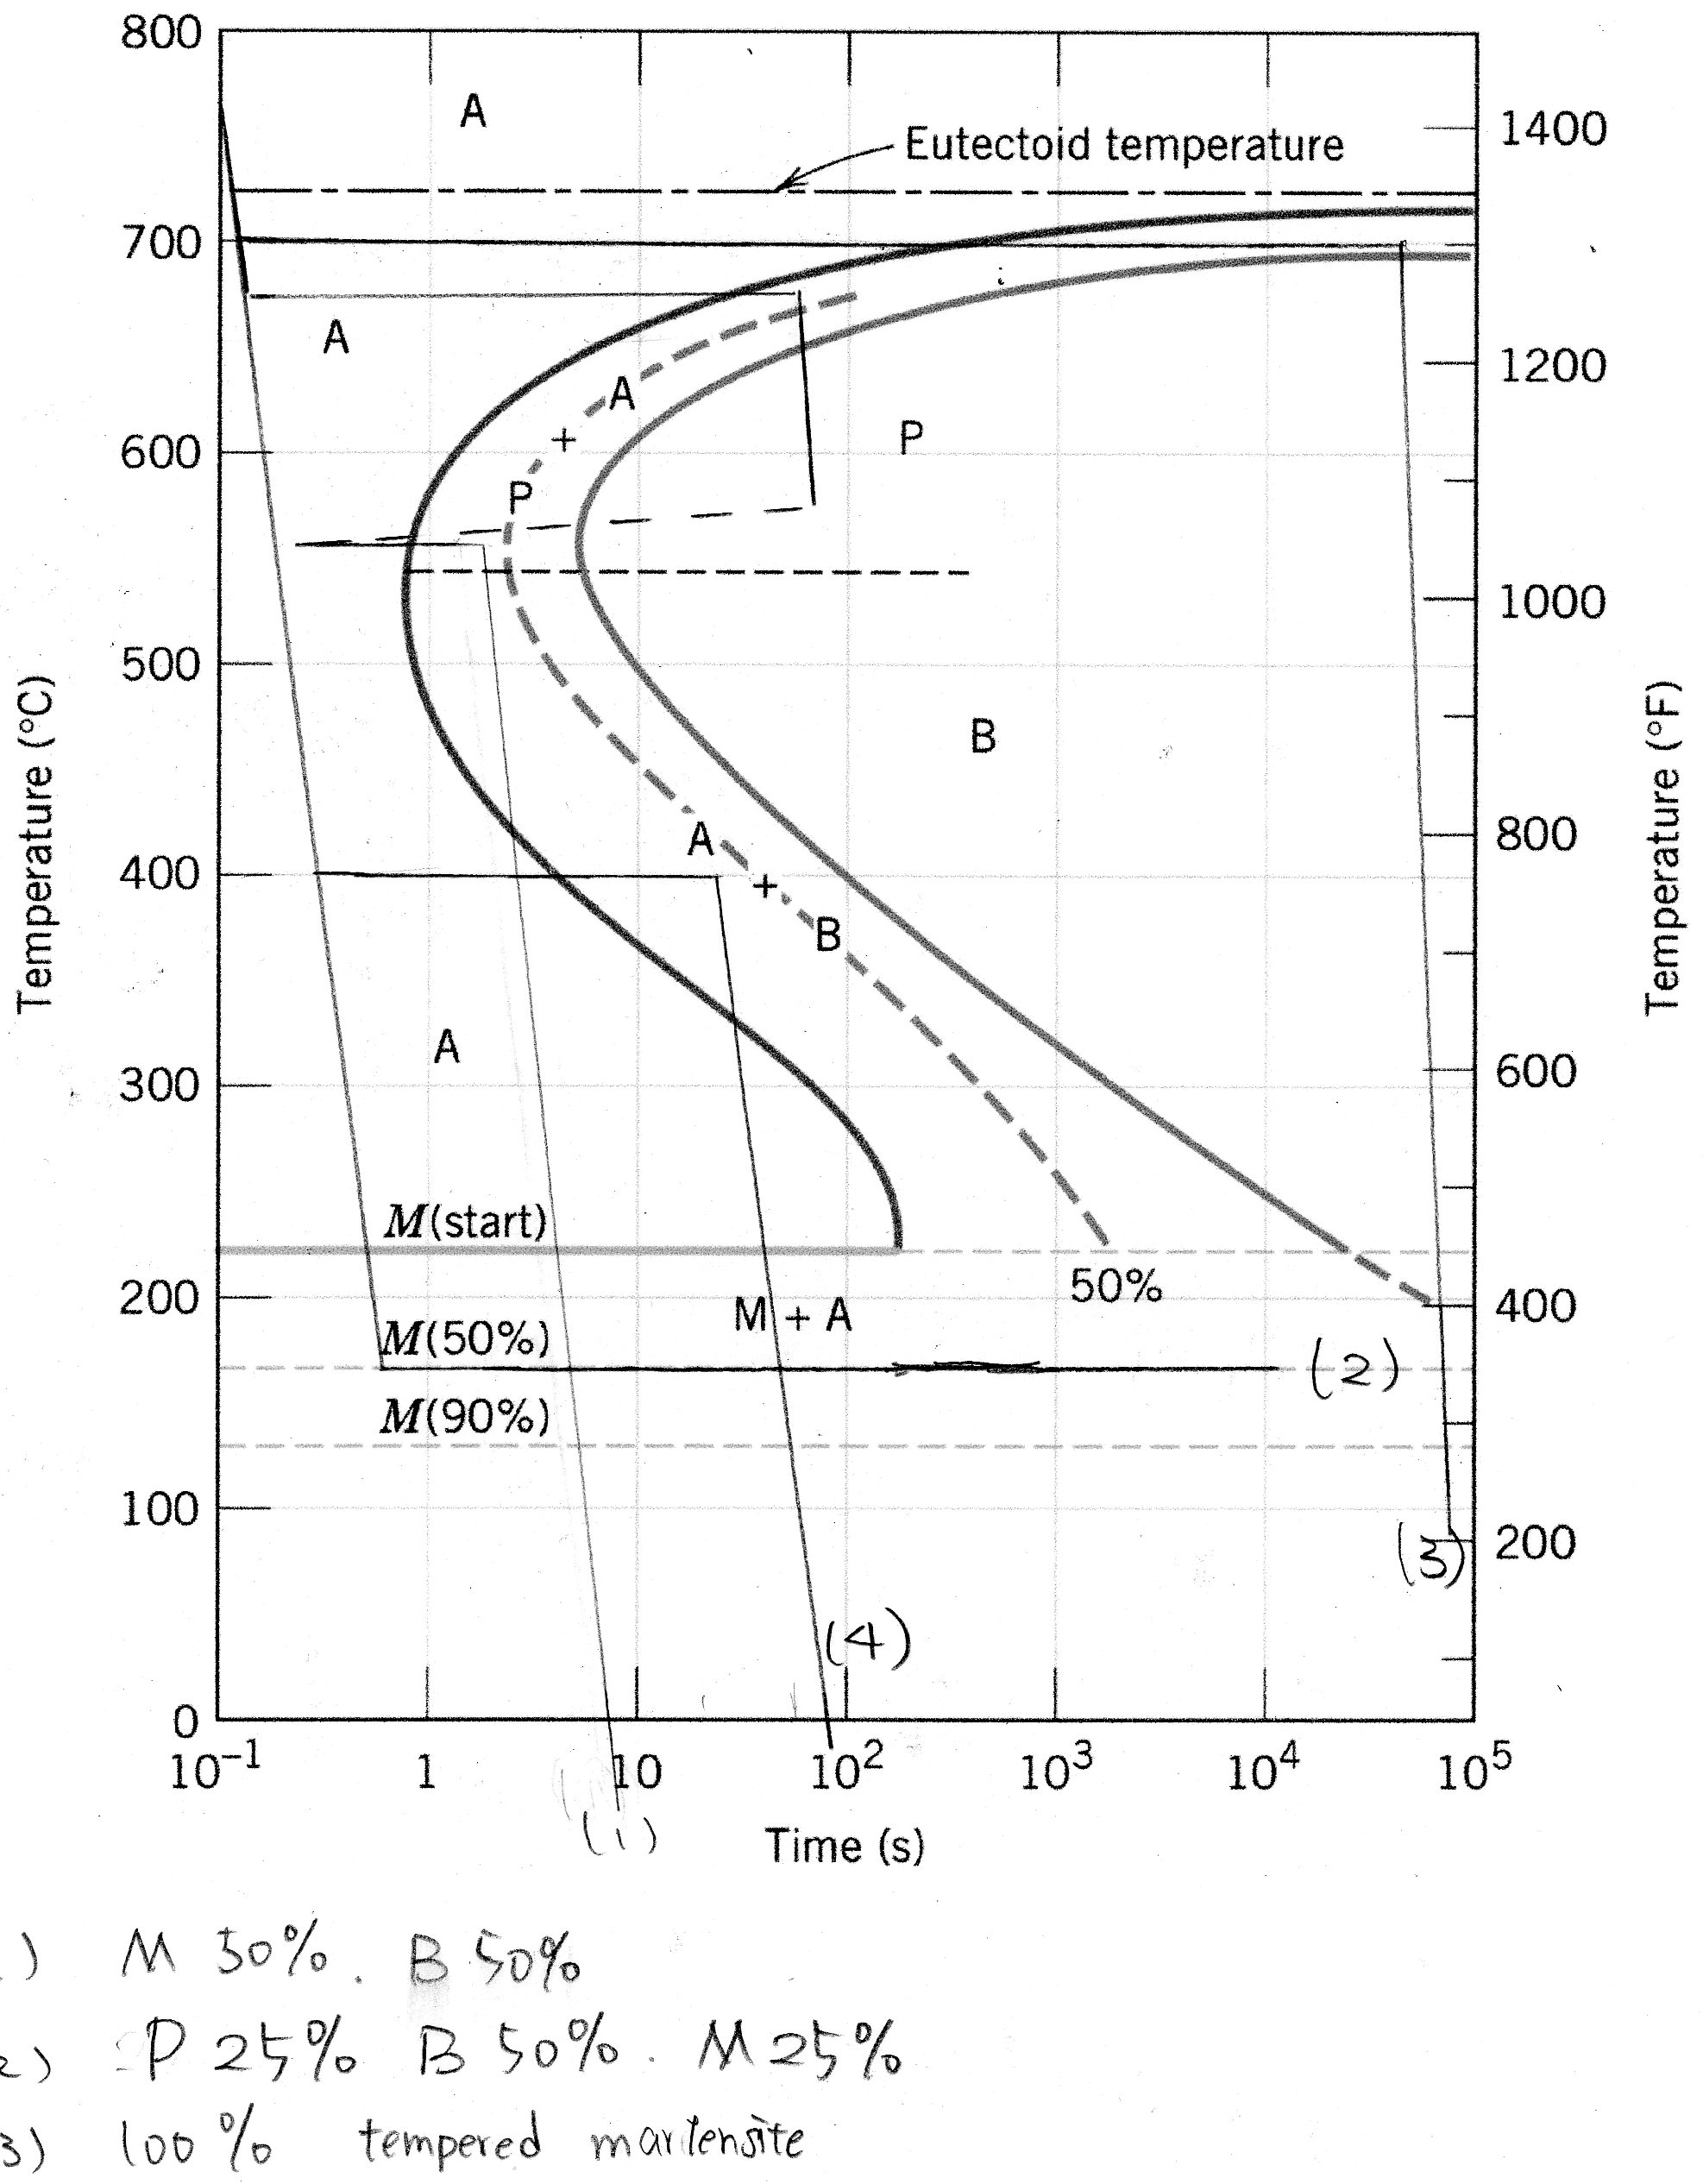 800
A
1400
Eutectoid temperature
700
A
1200
A
+
P
600
P
1000
500
B
A
800
400
+
B
A
300
600
M(start)
50%
200
M + A
400
M(50%)
(2)
M(90%)
100
(3)
200
(4)
0
10⁻¹ 1 10 10² 10³ 10⁴ 10⁵
(1)
Time (s)
Temperature (°C)
Temperature (°F)
) M 50%. B 50%
2) P 25% B 50%. M 25%
3) 100% tempered martensite